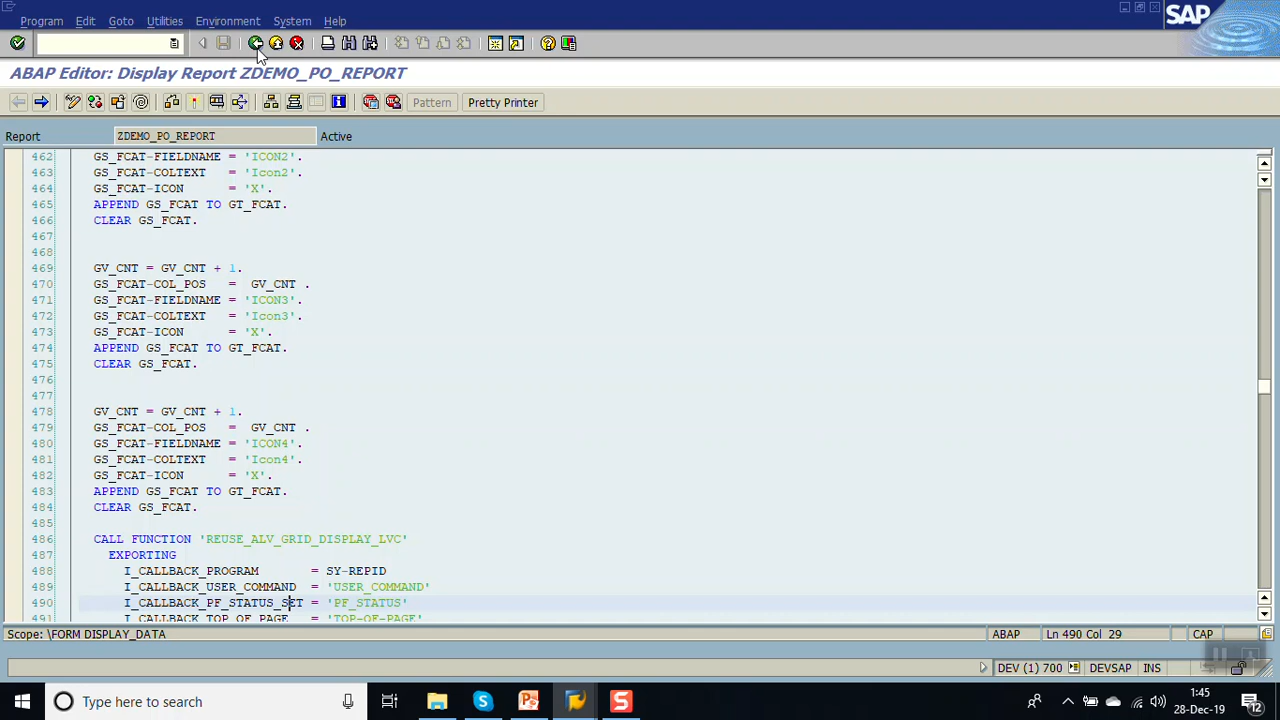 Program Edit Goto Utilities Environment System Help
SAP
ABAP Editor: Display Report ZDEMO_PO_REPORT
Pattern Pretty Printer
Report ZDEMO_PO_REPORT Active
462 GS_FCAT-FIELDNAME = 'ICON2'.
463 GS_FCAT-COLTEXT = 'Icon2'.
464 GS_FCAT-ICON = 'X'.
465 APPEND GS_FCAT TO GT_FCAT.
466 CLEAR GS_FCAT.
467
468
469 GV_CNT = GV_CNT + 1.
470 GS_FCAT-COL_POS = GV_CNT .
471 GS_FCAT-FIELDNAME = 'ICON3'.
472 GS_FCAT-COLTEXT = 'Icon3'.
473 GS_FCAT-ICON = 'X'.
474 APPEND GS_FCAT TO GT_FCAT.
475 CLEAR GS_FCAT.
476
477
478 GV_CNT = GV_CNT + 1.
479 GS_FCAT-COL_POS = GV_CNT .
480 GS_FCAT-FIELDNAME = 'ICON4'.
481 GS_FCAT-COLTEXT = 'Icon4'.
482 GS_FCAT-ICON = 'X'.
483 APPEND GS_FCAT TO GT_FCAT.
484 CLEAR GS_FCAT.
485
486 CALL FUNCTION 'REUSE_ALV_GRID_DISPLAY_LVC'
487 EXPORTING
488 I_CALLBACK_PROGRAM = SY-REPID
489 I_CALLBACK_USER_COMMAND = 'USER_COMMAND'
490 I_CALLBACK_PF_STATUS_SET = 'PF_STATUS'
491 I_CALLBACK_TOP_OF_PAGE = 'TOP-OF-PAGE'
Scope: \FORM DISPLAY_DATA ABAP Ln 490 Col 29 CAP
DEV (1) 700 DEVSAP INS
Type here to search 1:45
28-Dec-19 12